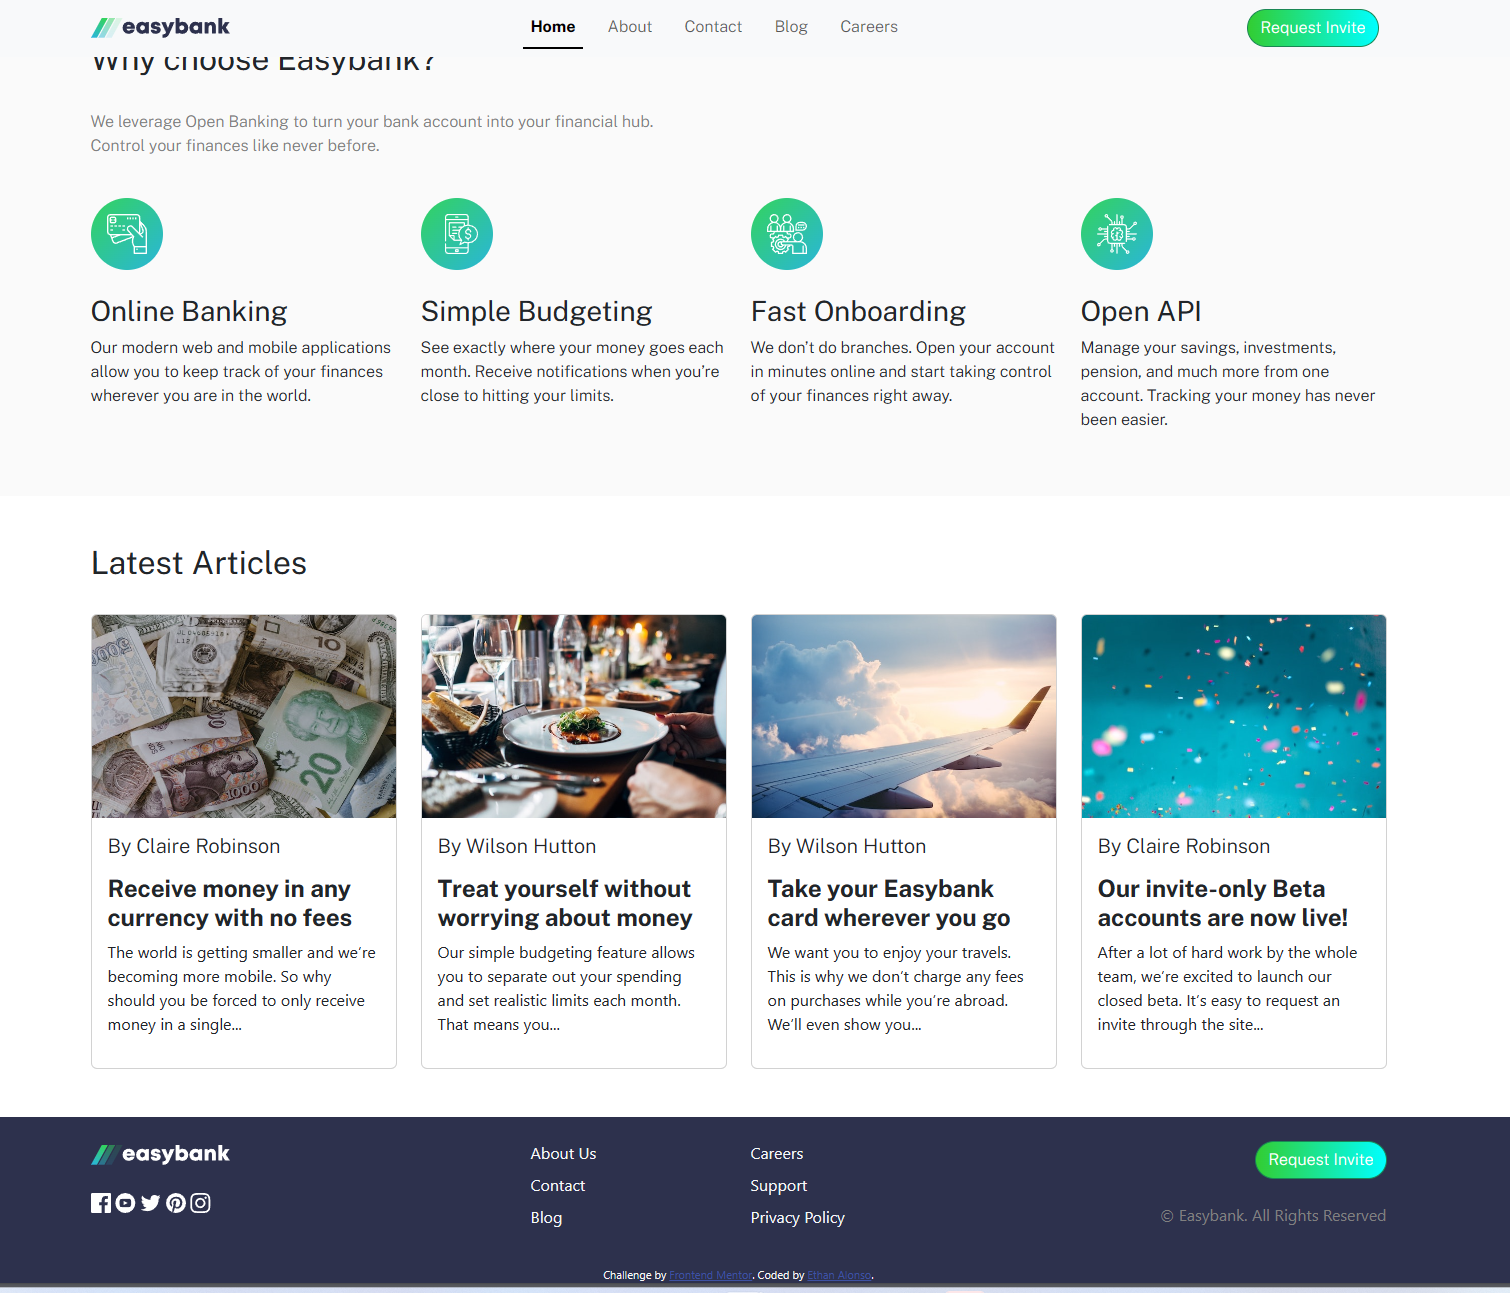 easybank
Home About Contact Blog Careers
Request Invite
Why choose Easybank?
We leverage Open Banking to turn your bank account into your financial hub.
Control your finances like never before.
Online Banking
Our modern web and mobile applications
allow you to keep track of your finances
wherever you are in the world.
Simple Budgeting
See exactly where your money goes each
month. Receive notifications when you’re
close to hitting your limits.
Fast Onboarding
We don’t do branches. Open your account
in minutes online and start taking control
of your finances right away.
Open API
Manage your savings, investments,
pension, and much more from one
account. Tracking your money has never
been easier.
Latest Articles
10
20
1000
By Claire Robinson
Receive money in any
currency with no fees
The world is getting smaller and we’re
becoming more mobile. So why
should you be forced to only receive
money in a single...
By Wilson Hutton
Treat yourself without
worrying about money
Our simple budgeting feature allows
you to separate out your spending
and set realistic limits each month.
That means you...
By Wilson Hutton
Take your Easybank
card wherever you go
We want you to enjoy your travels.
This is why we don’t charge any fees
on purchases while you’re abroad.
We’ll even show you...
By Claire Robinson
Our invite-only Beta
accounts are now live!
After a lot of hard work by the whole
team, we’re excited to launch our
closed beta. It’s easy to request an
invite through the site...
easybank
About Us
Contact
Blog
Careers
Support
Privacy Policy
Request Invite
© Easybank. All Rights Reserved
Challenge by Frontend Mentor. Coded by Ethan Alonso.